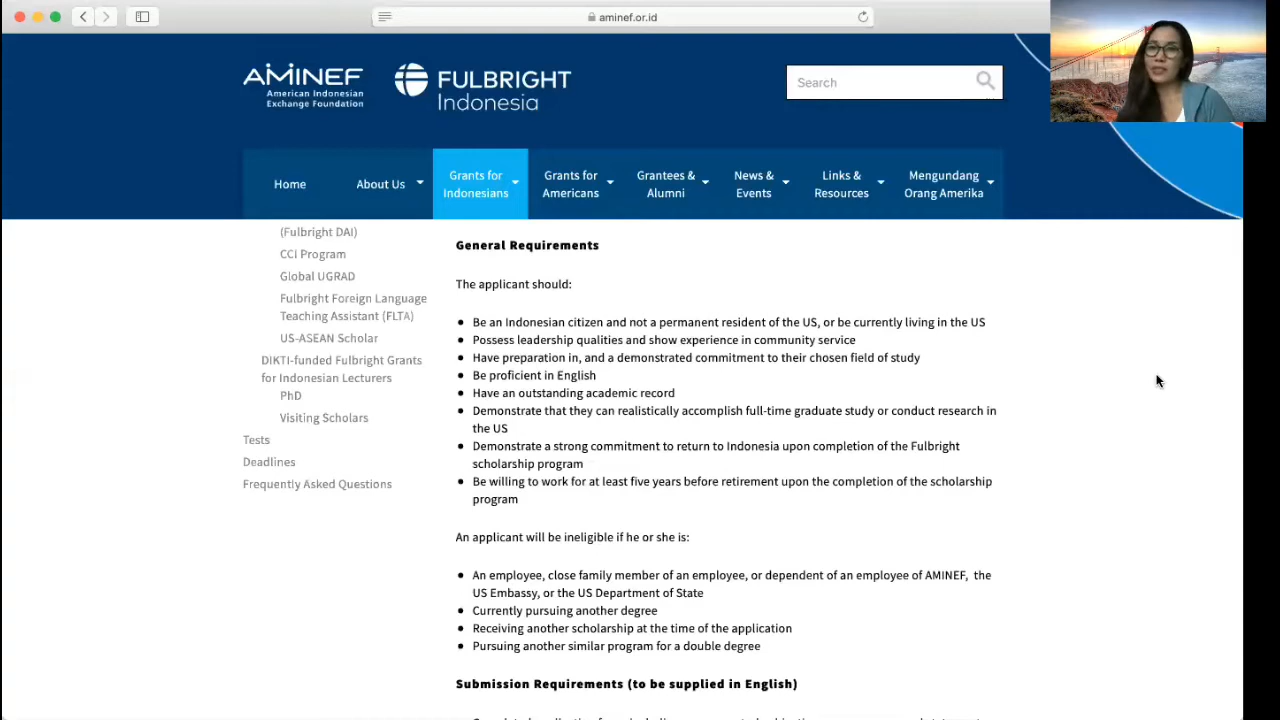 aminef.or.id
AMINEF
American Indonesian
Exchange Foundation
FULBRIGHT
Indonesia
Search
Home
About Us
Grants for
Indonesians
Grants for
Americans
Grantees &
Alumni
News &
Events
Links &
Resources
Mengundang
Orang Amerika
(Fulbright DAI)
CCI Program
Global UGRAD
Fulbright Foreign Language
Teaching Assistant (FLTA)
US-ASEAN Scholar
DIKTI-funded Fulbright Grants
for Indonesian Lecturers
PhD
Visiting Scholars
Tests
Deadlines
Frequently Asked Questions
General Requirements
The applicant should:
• Be an Indonesian citizen and not a permanent resident of the US, or be currently living in the US
• Possess leadership qualities and show experience in community service
• Have preparation in, and a demonstrated commitment to their chosen field of study
• Be proficient in English
• Have an outstanding academic record
• Demonstrate that they can realistically accomplish full-time graduate study or conduct research in
the US
• Demonstrate a strong commitment to return to Indonesia upon completion of the Fulbright
scholarship program
• Be willing to work for at least five years before retirement upon the completion of the scholarship
program
An applicant will be ineligible if he or she is:
• An employee, close family member of an employee, or dependent of an employee of AMINEF, the
US Embassy, or the US Department of State
• Currently pursuing another degree
• Receiving another scholarship at the time of the application
• Pursuing another similar program for a double degree
Submission Requirements (to be supplied in English)